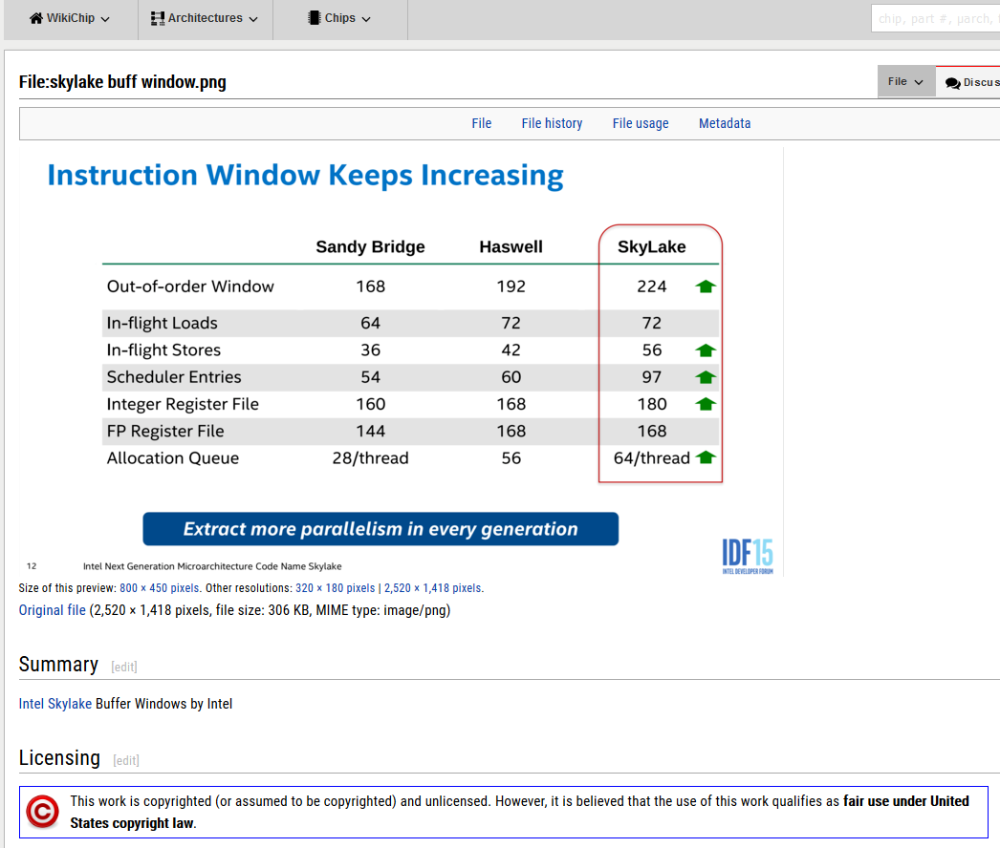 WikiChip
Architectures
Chips
chip, part #, µarch,
File:skylake buff window.png
File
Discus
File
File history
File usage
Metadata
Instruction Window Keeps Increasing
Sandy Bridge Haswell SkyLake
Out-of-order Window 168 192 224
In-flight Loads 64 72 72
In-flight Stores 36 42 56
Scheduler Entries 54 60 97
Integer Register File 160 168 180
FP Register File 144 168 168
Allocation Queue 28/thread 56 64/thread
Extract more parallelism in every generation
12 Intel Next Generation Microarchitecture Code Name Skylake
IDF15
INTEL DEVELOPER FORUM
Size of this preview: 800 × 450 pixels. Other resolutions: 320 × 180 pixels | 2,520 × 1,418 pixels.
Original file (2,520 × 1,418 pixels, file size: 306 KB, MIME type: image/png)
Summary [edit]
Intel Skylake Buffer Windows by Intel
Licensing [edit]
This work is copyrighted (or assumed to be copyrighted) and unlicensed. However, it is believed that the use of this work qualifies as fair use under United
States copyright law.